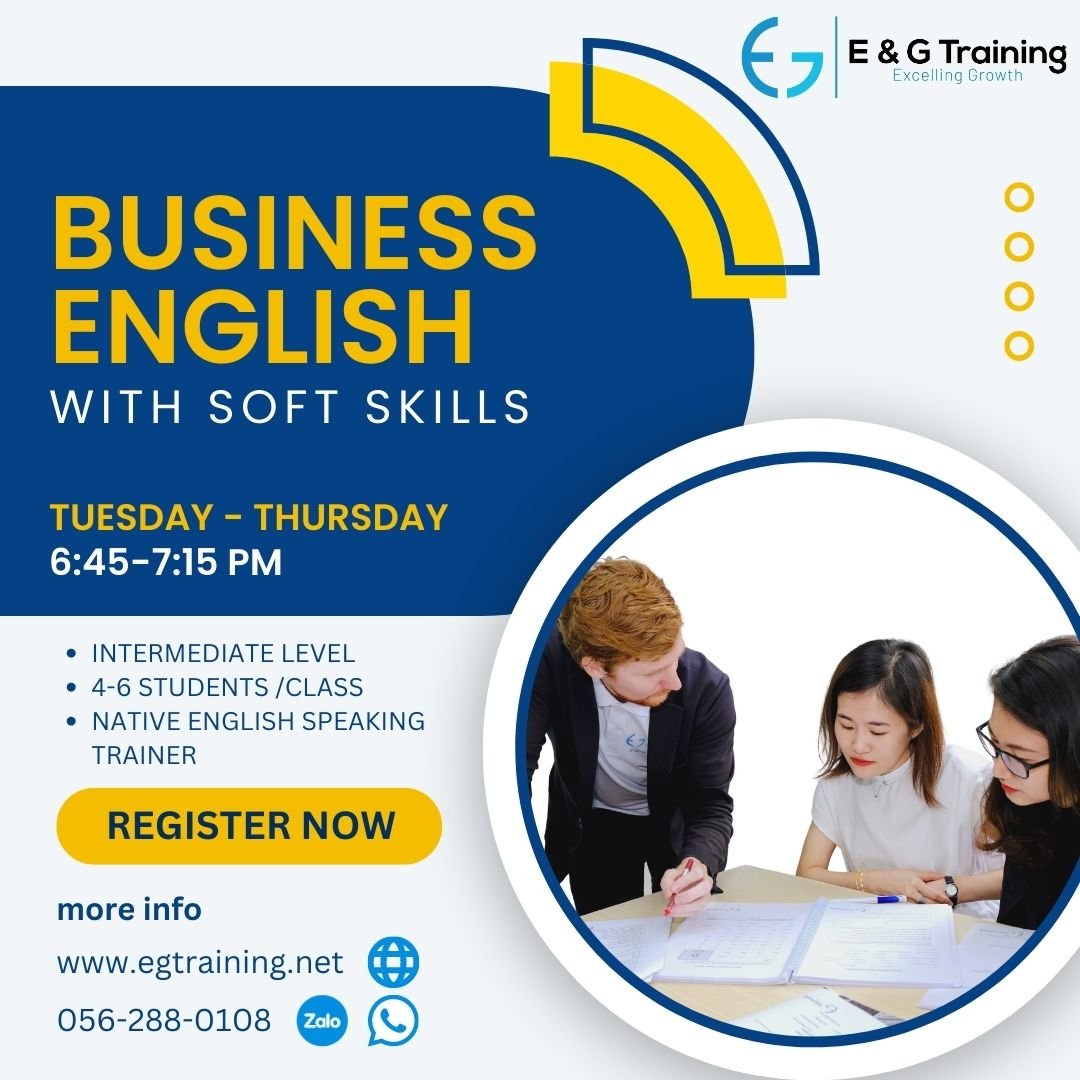 E & G Training
Excelling Growth
BUSINESS
ENGLISH
WITH SOFT SKILLS
TUESDAY - THURSDAY
6:45-7:15 PM
• INTERMEDIATE LEVEL
• 4-6 STUDENTS /CLASS
• NATIVE ENGLISH SPEAKING
TRAINER
REGISTER NOW
more info
www.egtraining.net
056-288-0108
Zalo